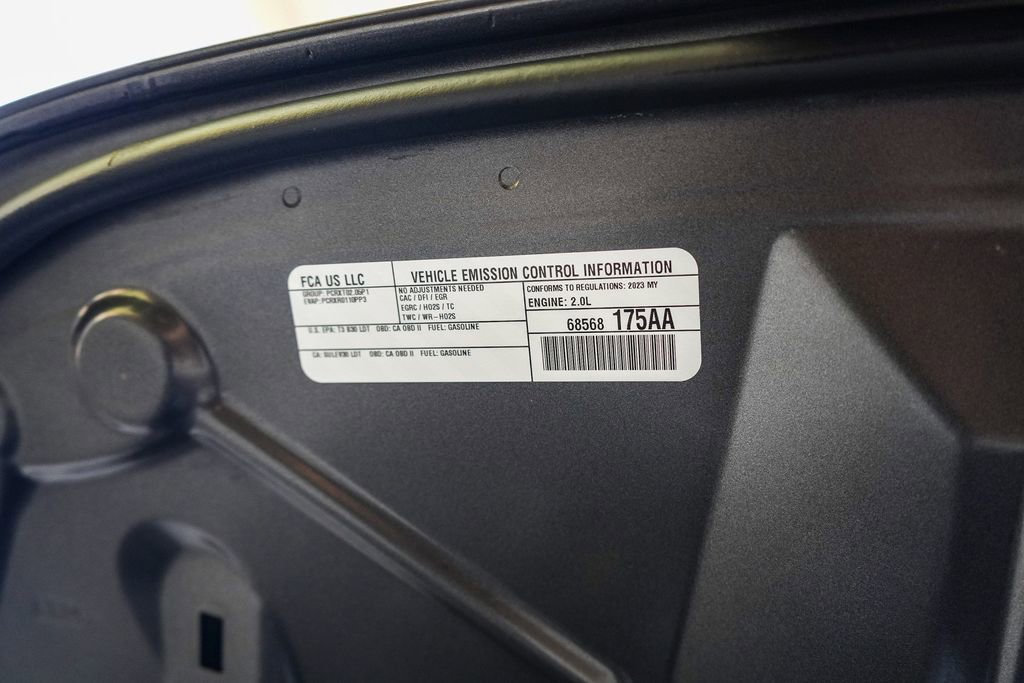 FCA US LLC
VEHICLE EMISSION CONTROL INFORMATION
GROUP: PCRXT02.05P1
EVAP: PCRXR0110PP3
NO ADJUSTMENTS NEEDED
CAC / DFI / EGR
EGRC / HO2S / TC
TWC / WR-HO2S
CONFORMS TO REGULATIONS: 2023 MY
ENGINE: 2.0L
U.S. EPA: T3 B30 LDT OBD: CA OBD II FUEL: GASOLINE
CA: SULEV30 LDT OBD: CA OBD II FUEL: GASOLINE
68568 175AA